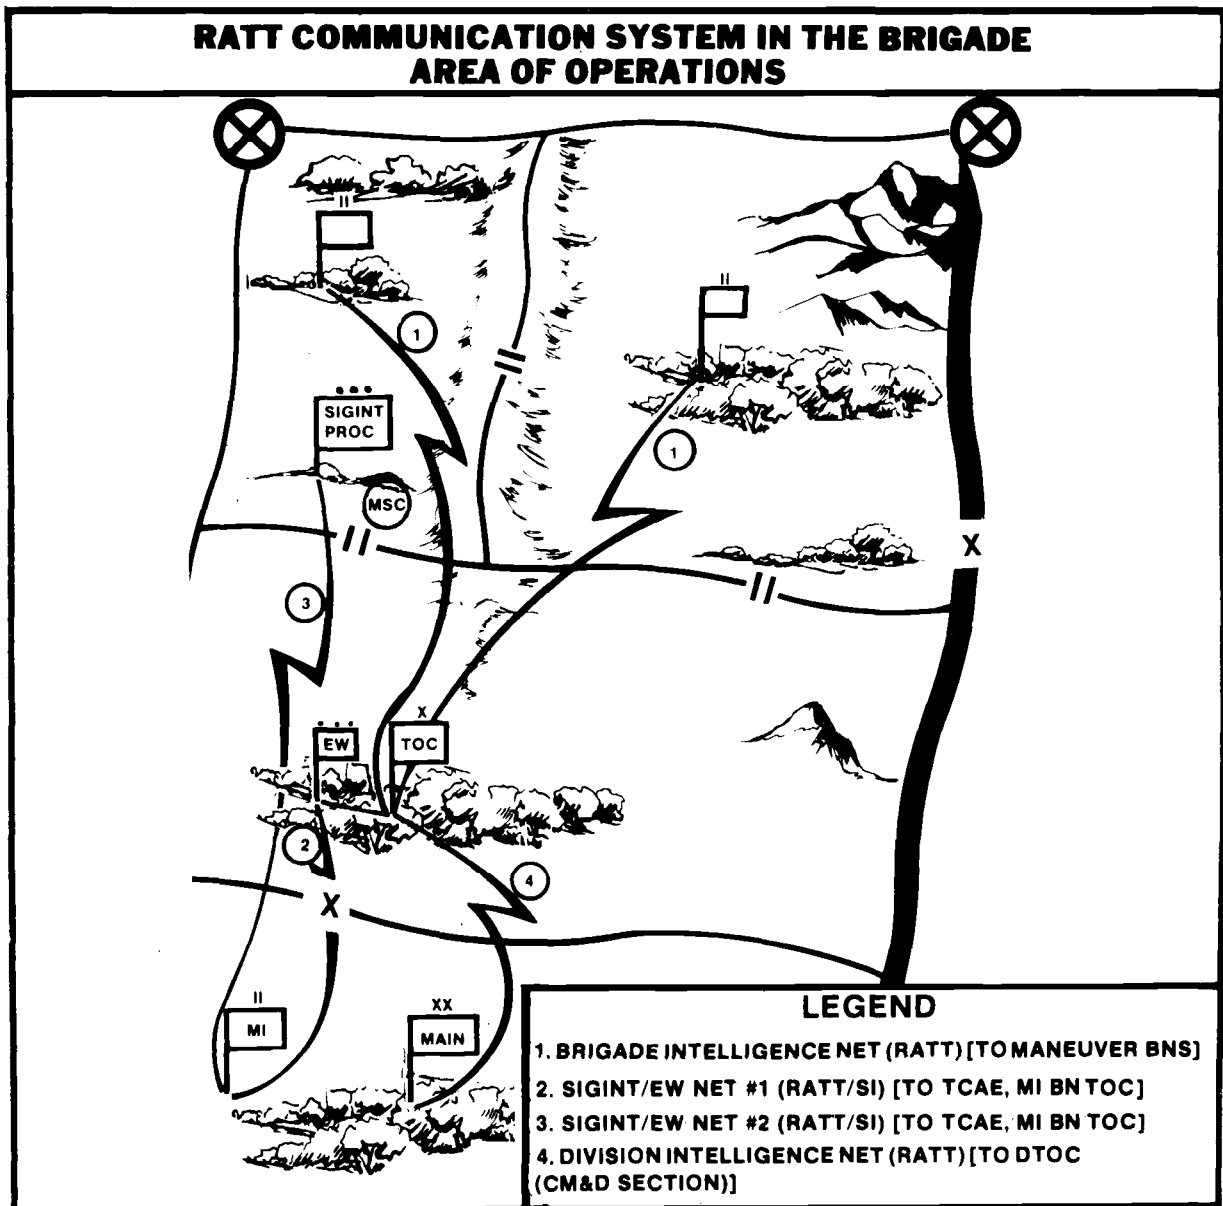 RATT COMMUNICATION SYSTEM IN THE BRIGADE
AREA OF OPERATIONS
II
II
1
1
SIGINT
PROC
MSC
X
3
X
EW
TOC
2
4
X
II
MI
XX
MAIN
LEGEND
1. BRIGADE INTELLIGENCE NET (RATT) [TO MANEUVER BNS]
2. SIGINT/EW NET #1 (RATT/SI) [TO TCAE, MI BN TOC]
3. SIGINT/EW NET #2 (RATT/SI) [TO TCAE, MI BN TOC]
4. DIVISION INTELLIGENCE NET (RATT) [TO DTOC
(CM&D SECTION)]